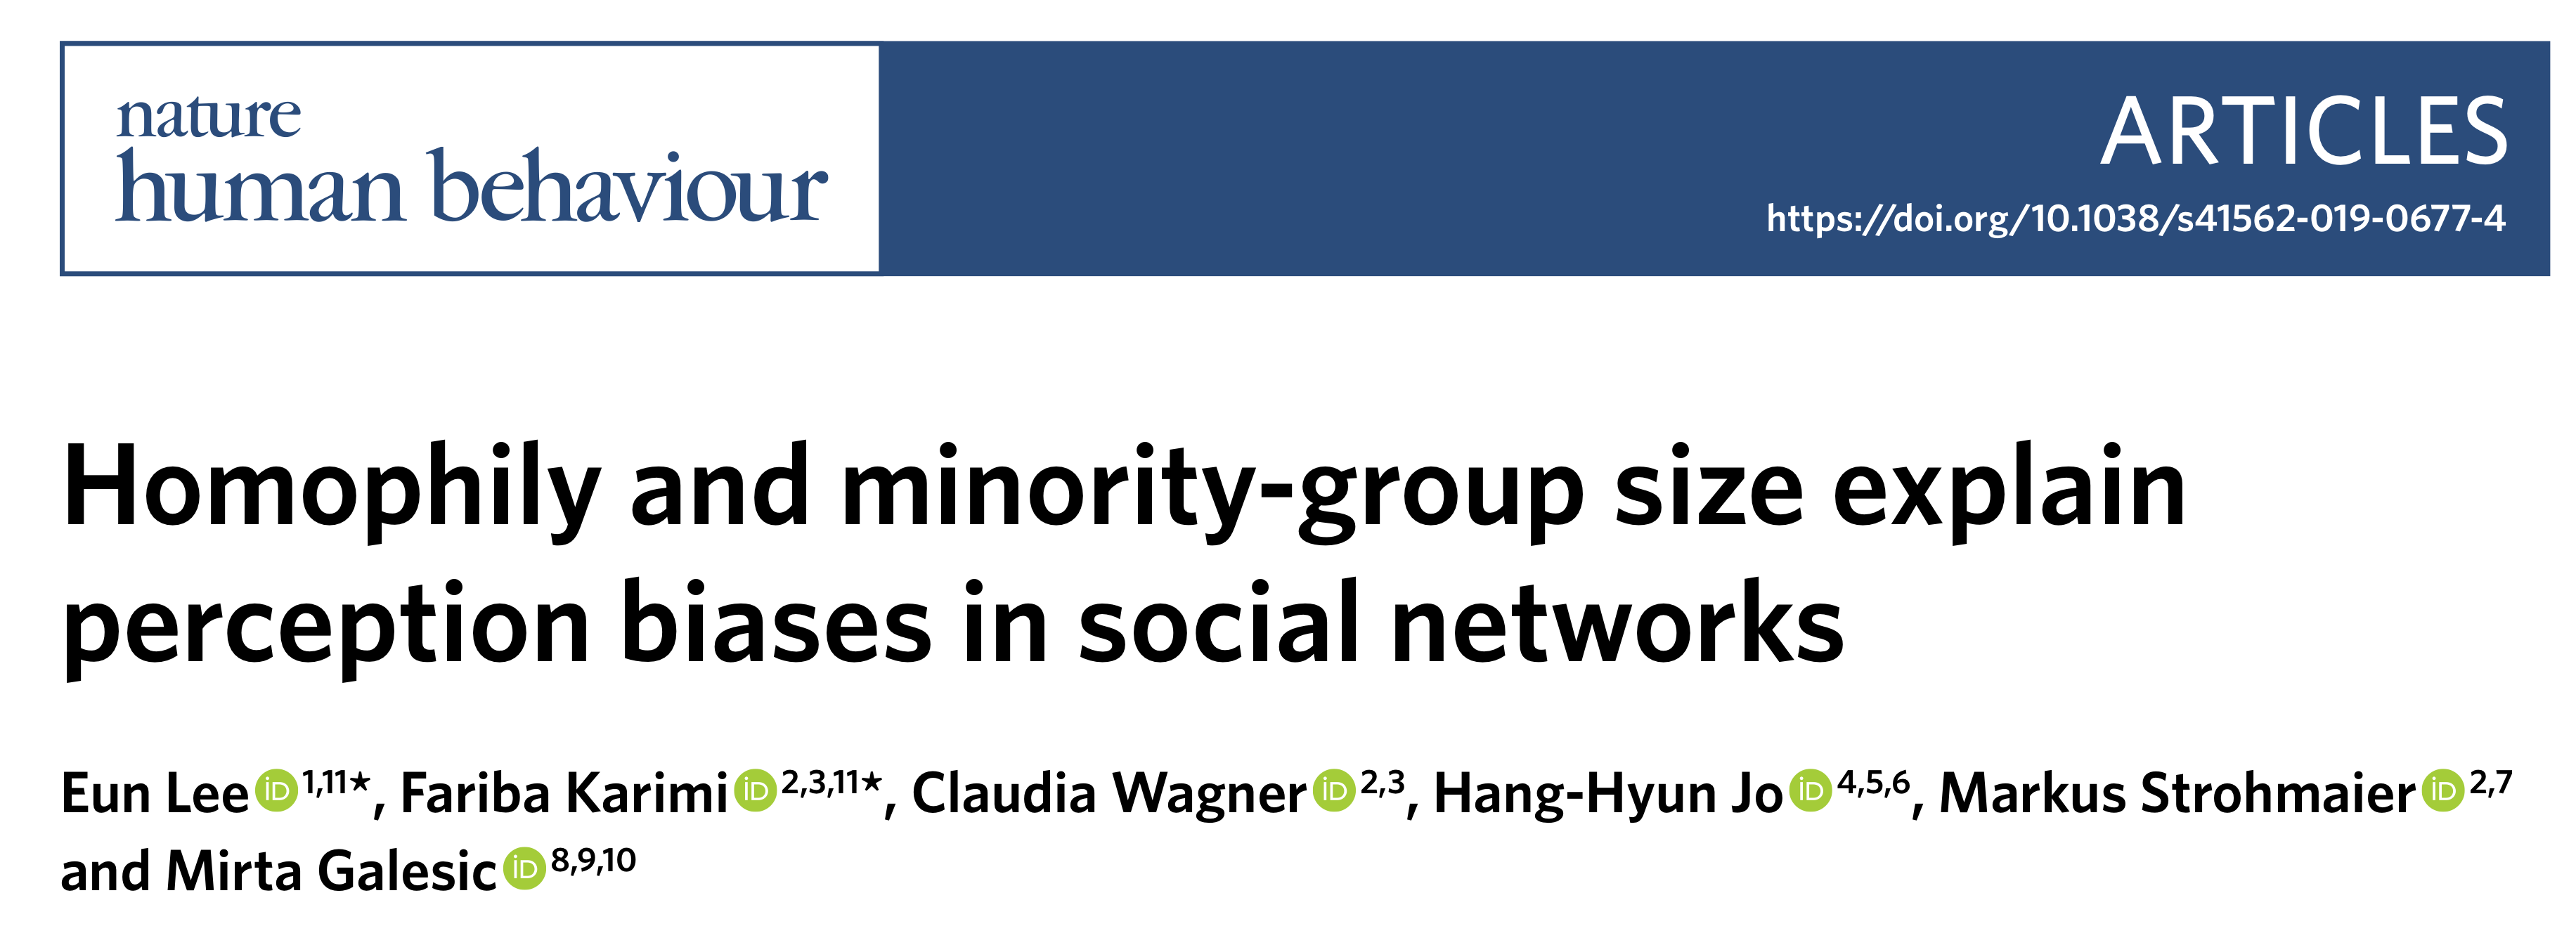 nature
human behaviour
ARTICLES
https://doi.org/10.1038/s41562-019-0677-4
Homophily and minority-group size explain
perception biases in social networks
Eun Lee iD 1,11★, Fariba Karimi iD 2,3,11★, Claudia Wagner iD 2,3, Hang-Hyun Jo iD 4,5,6, Markus Strohmaier iD 2,7
and Mirta Galesic iD 8,9,10